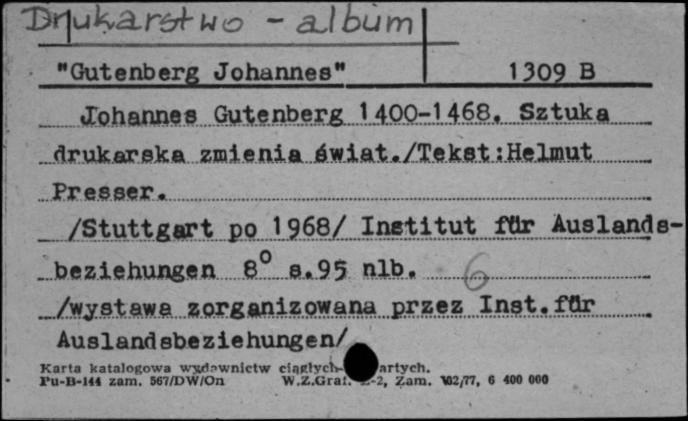 Drukarstwo - album
"Gutenberg Johannes" 1309 B
Johannes Gutenberg 1400-1468. Sztuka
drukarska zmienia świat./Tekst:Helmut
Presser.
/Stuttgart po 1968/ Institut für Auslands-
beziehungen 8° s.95 nlb. 6
/wystawa zorganizowana przez Inst.für
Auslandsbeziehungen/
Karta katalogowa wydawnictw ciągłych- artych.
Pu-B-144 zam. 567/DW/On W.Z.Graf. -2, Zam. 102/77, 6 400 000